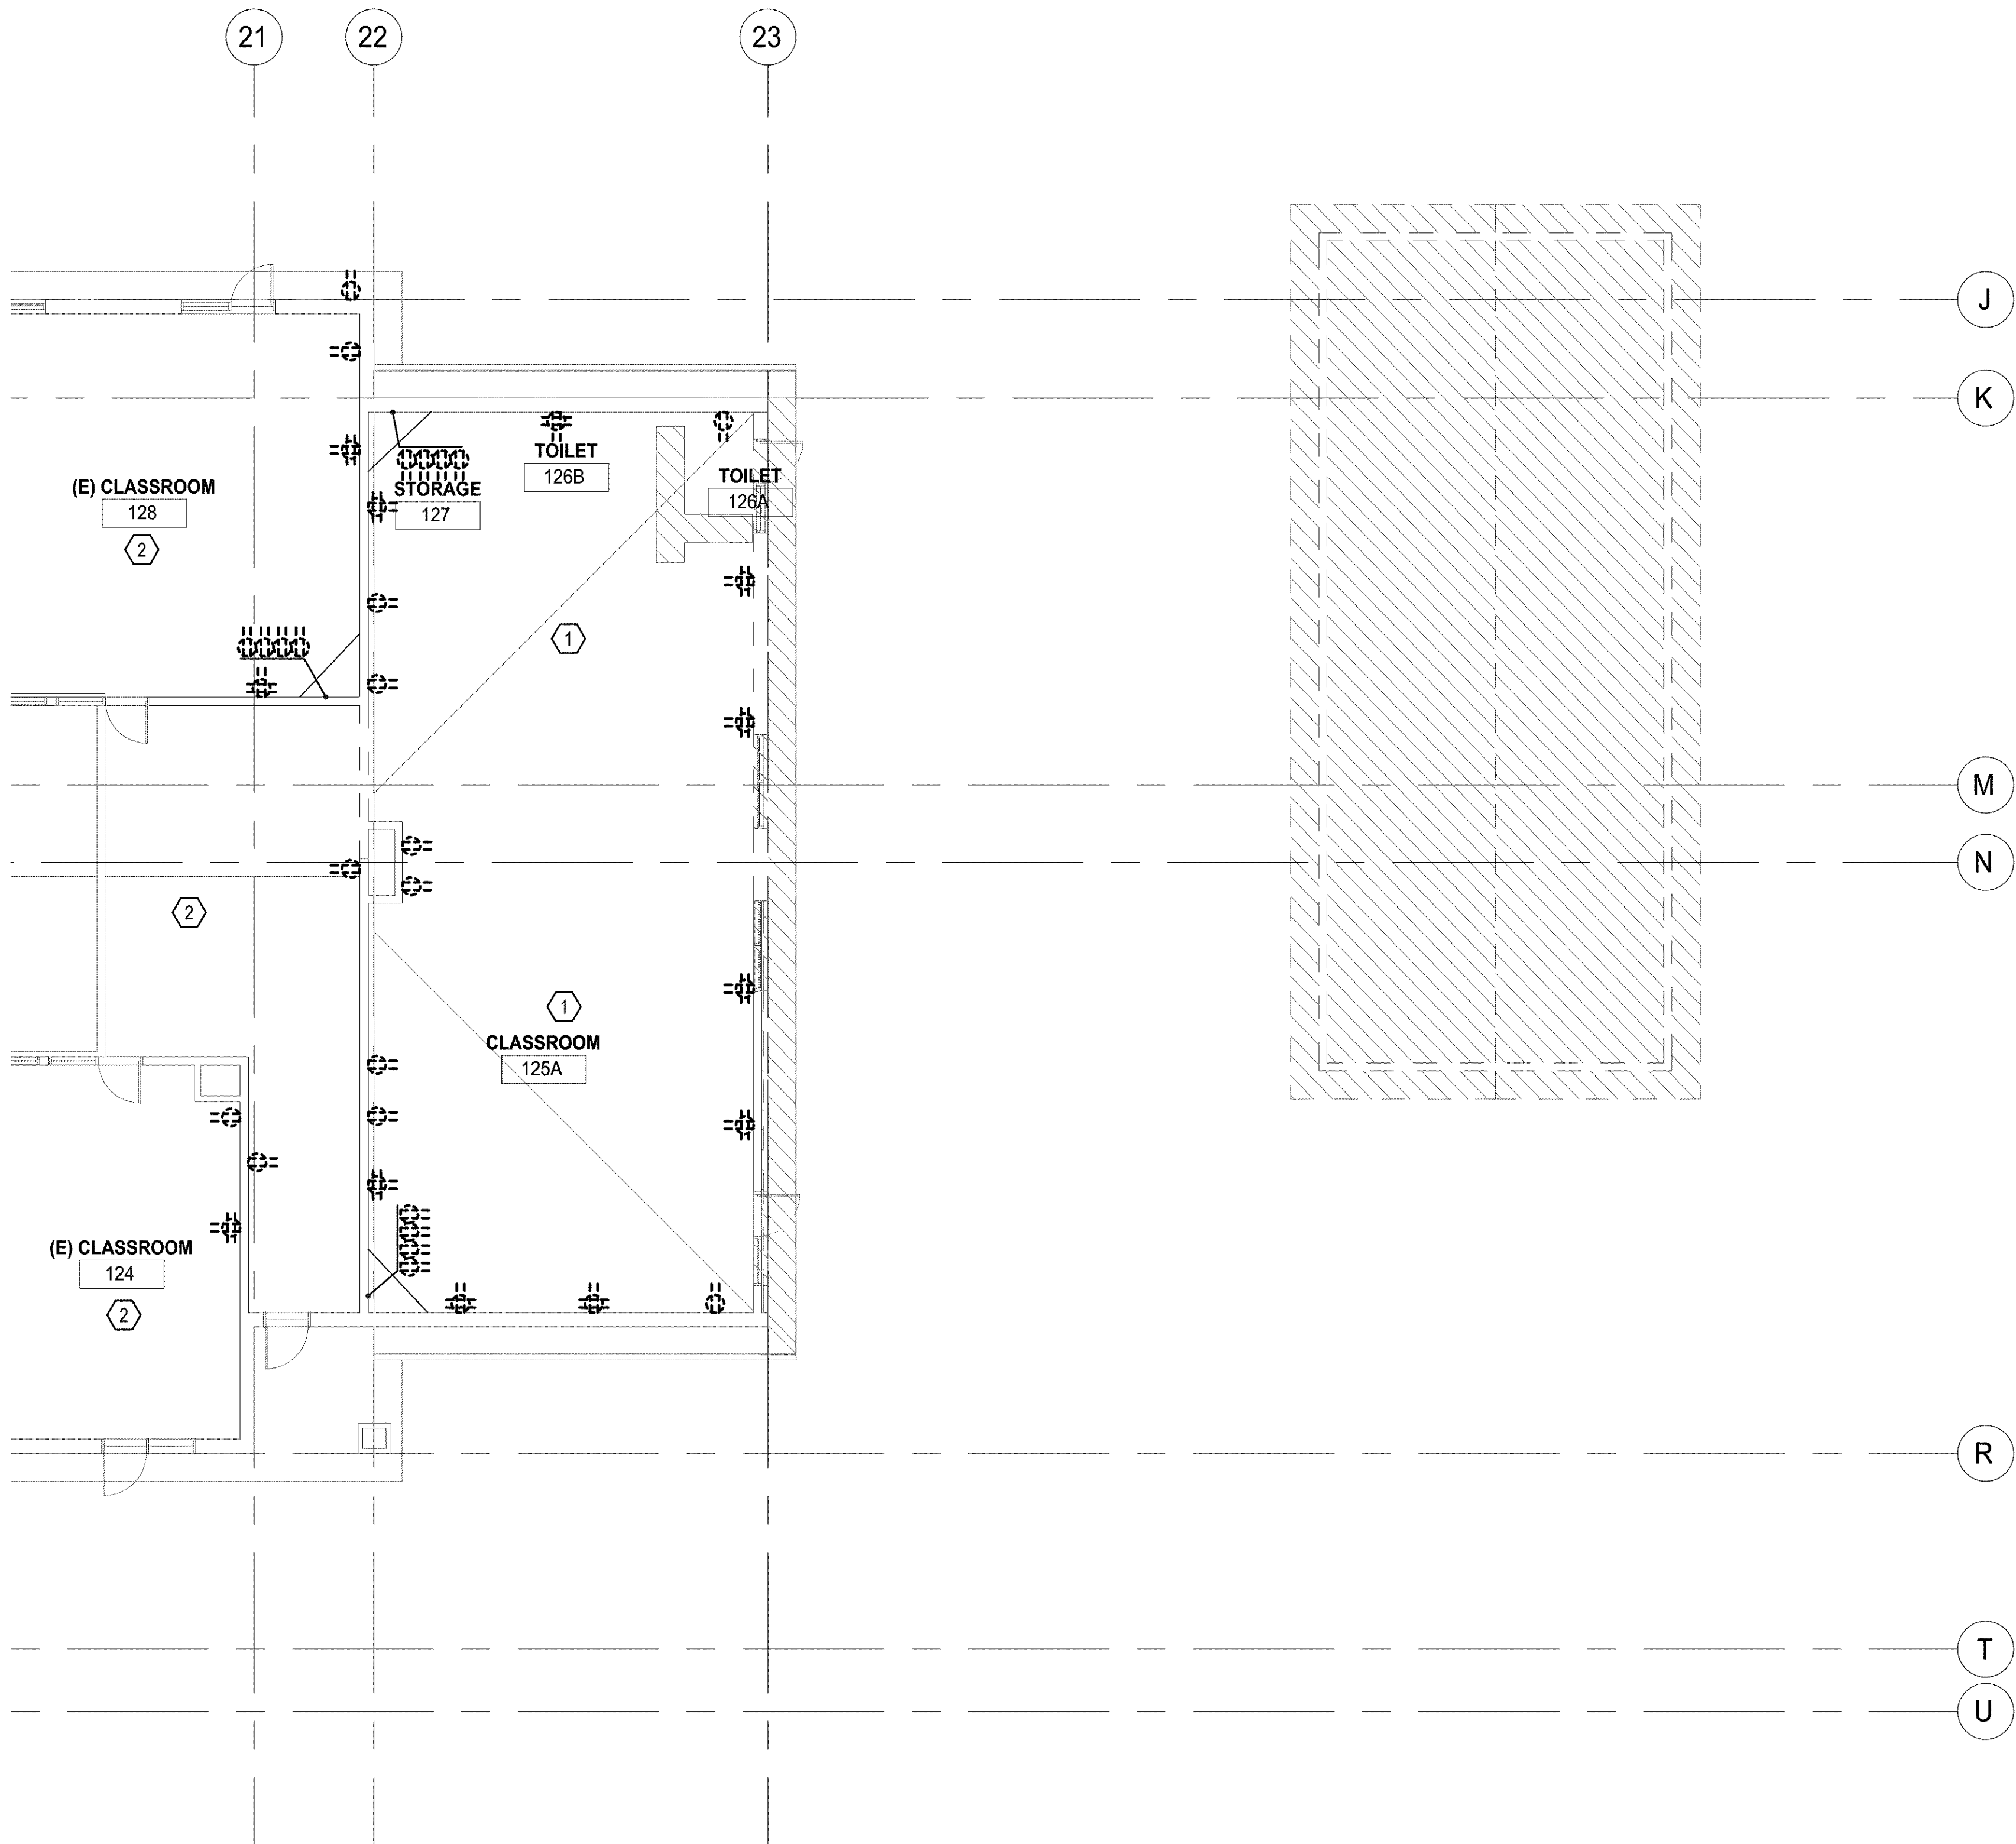 21
22
23
J
K
TOILET
126B
TOILET
126A
STORAGE
127
(E) CLASSROOM
128
2
1
M
N
2
1
CLASSROOM
125A
(E) CLASSROOM
124
2
R
T
U